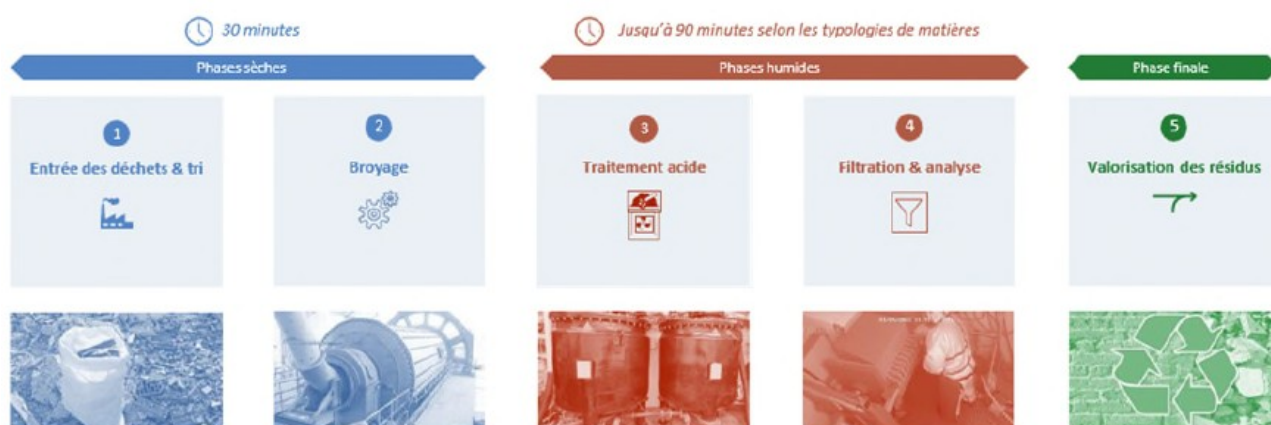 30 minutes
Jusqu'à 90 minutes selon les typologies de matières
Phases sèches
Phases humides
Phase finale
1
2
3
4
5
Entrée des déchets & tri
Broyage
Traitement acide
Filtration & analyse
Valorisation des résidus